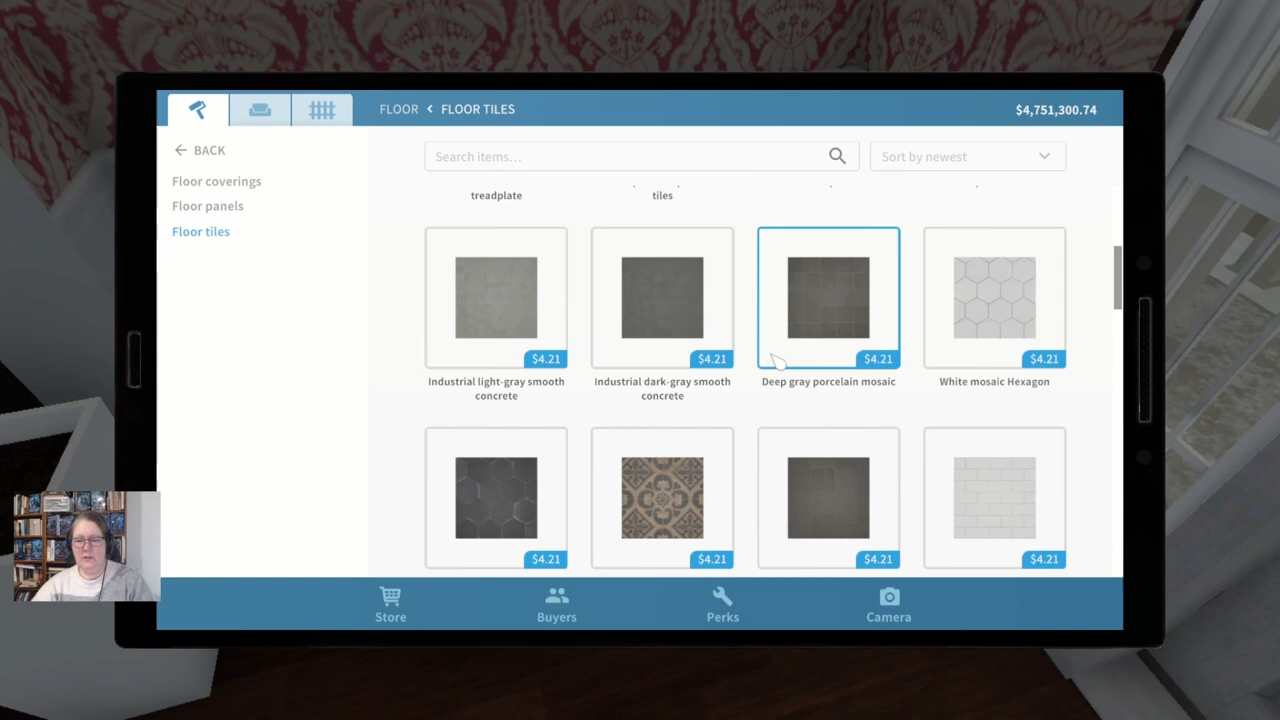 FLOOR < FLOOR TILES
$4,751,300.74
BACK
Search items...
Sort by newest
Floor coverings
Floor panels
Floor tiles
treadplate
tiles
$4.21
$4.21
$4.21
$4.21
Industrial light-gray smooth
concrete
Industrial dark-gray smooth
concrete
Deep gray porcelain mosaic
White mosaic Hexagon
$4.21
$4.21
$4.21
$4.21
Store
Buyers
Perks
Camera